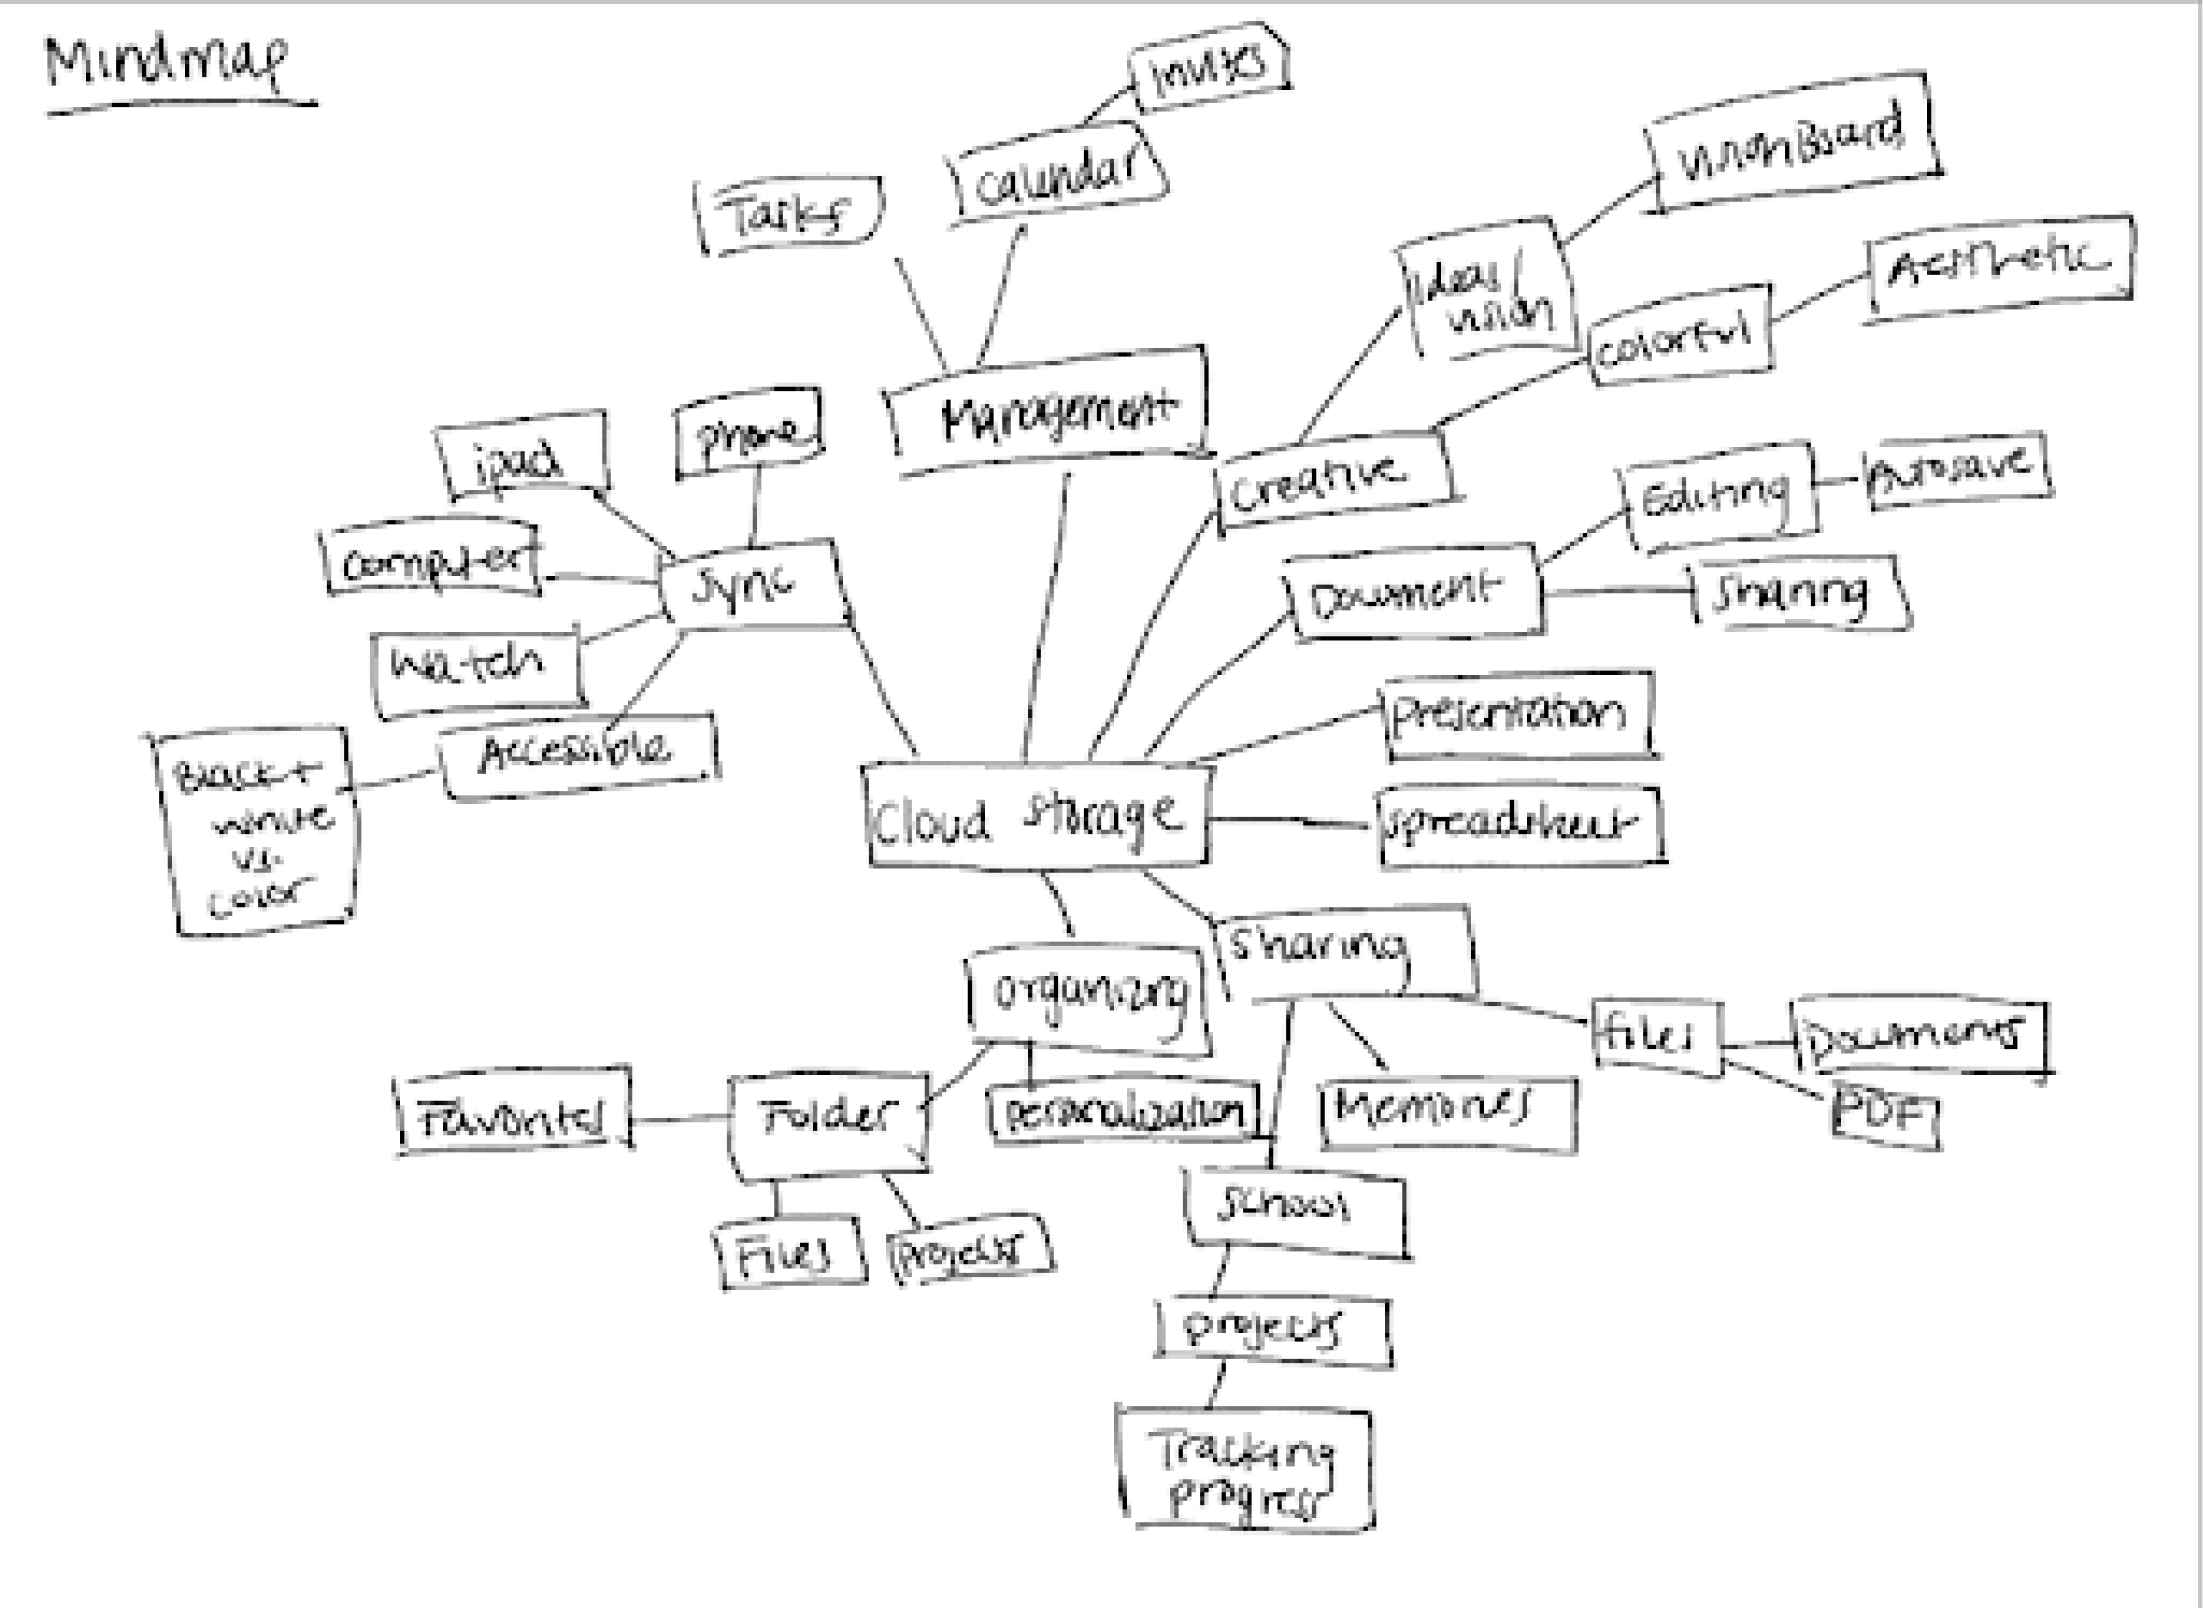 Mindmap
invites
calendar
Tasks
Vision Board
Ideas/
vision
Aesthetic
colorful
Management
phone
ipad
Creative
Editing
Autosave
computer
Sync
Document
Sharing
watch
Accessible
Black +
white
vs.
color
presentation
Cloud Storage
spreadsheet
Sharing
organizing
files
Documents
PDF
Favorites
Folder
personalization
Memories
school
Files
projects
projects
Tracking
progress